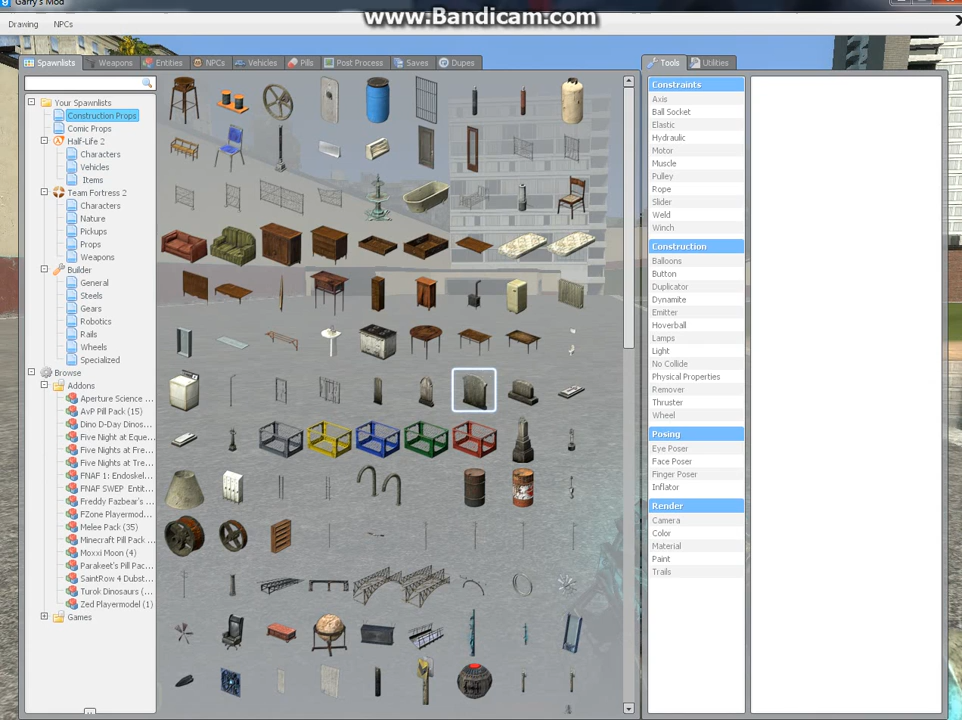 Garry's Mod
www.Bandicam.com
Drawing NPCs
Spawnlists Weapons Entities NPCs Vehicles Pills Post Process Saves Dupes
Your Spawnlists
Construction Props
Comic Props
Half-Life 2
Characters
Vehicles
Items
Team Fortress 2
Characters
Nature
Pickups
Props
Weapons
Builder
General
Steels
Gears
Robotics
Rails
Wheels
Specialized
Browse
Addons
Aperture Science ...
AvP Pill Pack (15)
Dino D-Day Dinos...
Five Night at Eque...
Five Nights at Fre...
Five Nights at Tre...
FNAF 1: Endoskel...
FNAF SWEP Entit...
Freddy Fazbear's ...
FZone Playermod...
Melee Pack (35)
Minecraft Pill Pack ...
Moxxi Moon (4)
Parakeet's Pill Pac...
SaintRow 4 Dubst...
Turok Dinosaurs (...
Zed Playermodel (1)
Games
Tools Utilities
Constraints
Axis
Ball Socket
Elastic
Hydraulic
Motor
Muscle
Pulley
Rope
Slider
Weld
Winch
Construction
Balloons
Button
Duplicator
Dynamite
Emitter
Hoverball
Lamps
Light
No Collide
Physical Properties
Remover
Thruster
Wheel
Posing
Eye Poser
Face Poser
Finger Poser
Inflator
Render
Camera
Color
Material
Paint
Trails